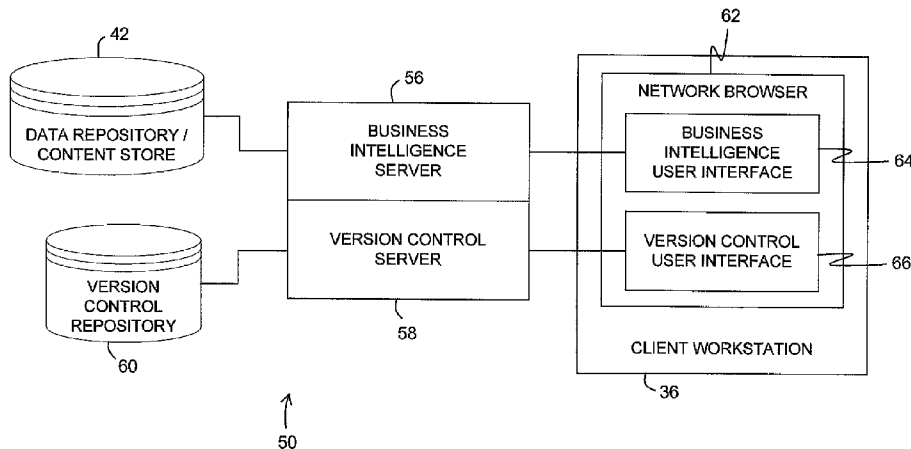 42
DATA REPOSITORY /
CONTENT STORE
56
BUSINESS
INTELLIGENCE
SERVER
62
NETWORK BROWSER
BUSINESS
INTELLIGENCE
USER INTERFACE
64
VERSION
CONTROL
REPOSITORY
60
VERSION CONTROL
SERVER
58
VERSION CONTROL
USER INTERFACE
66
CLIENT WORKSTATION
36
50